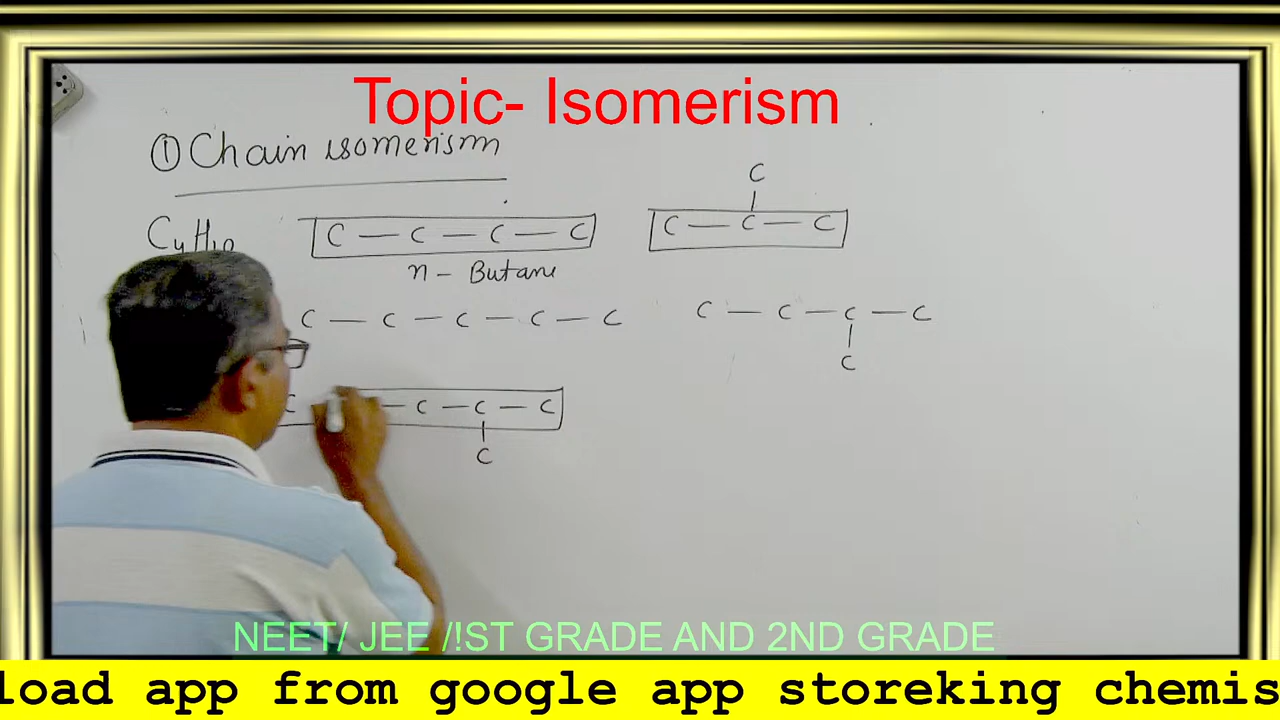 Topic- Isomerism
① Chain isomerism
C
C₄H₁₀ C — C — C — C C — C — C
n - Butane
C — C — C — C — C C — C — C — C
C
C — C — C — C
C
NEET/ JEE /!ST GRADE AND 2ND GRADE
load app from google app storeking chemis